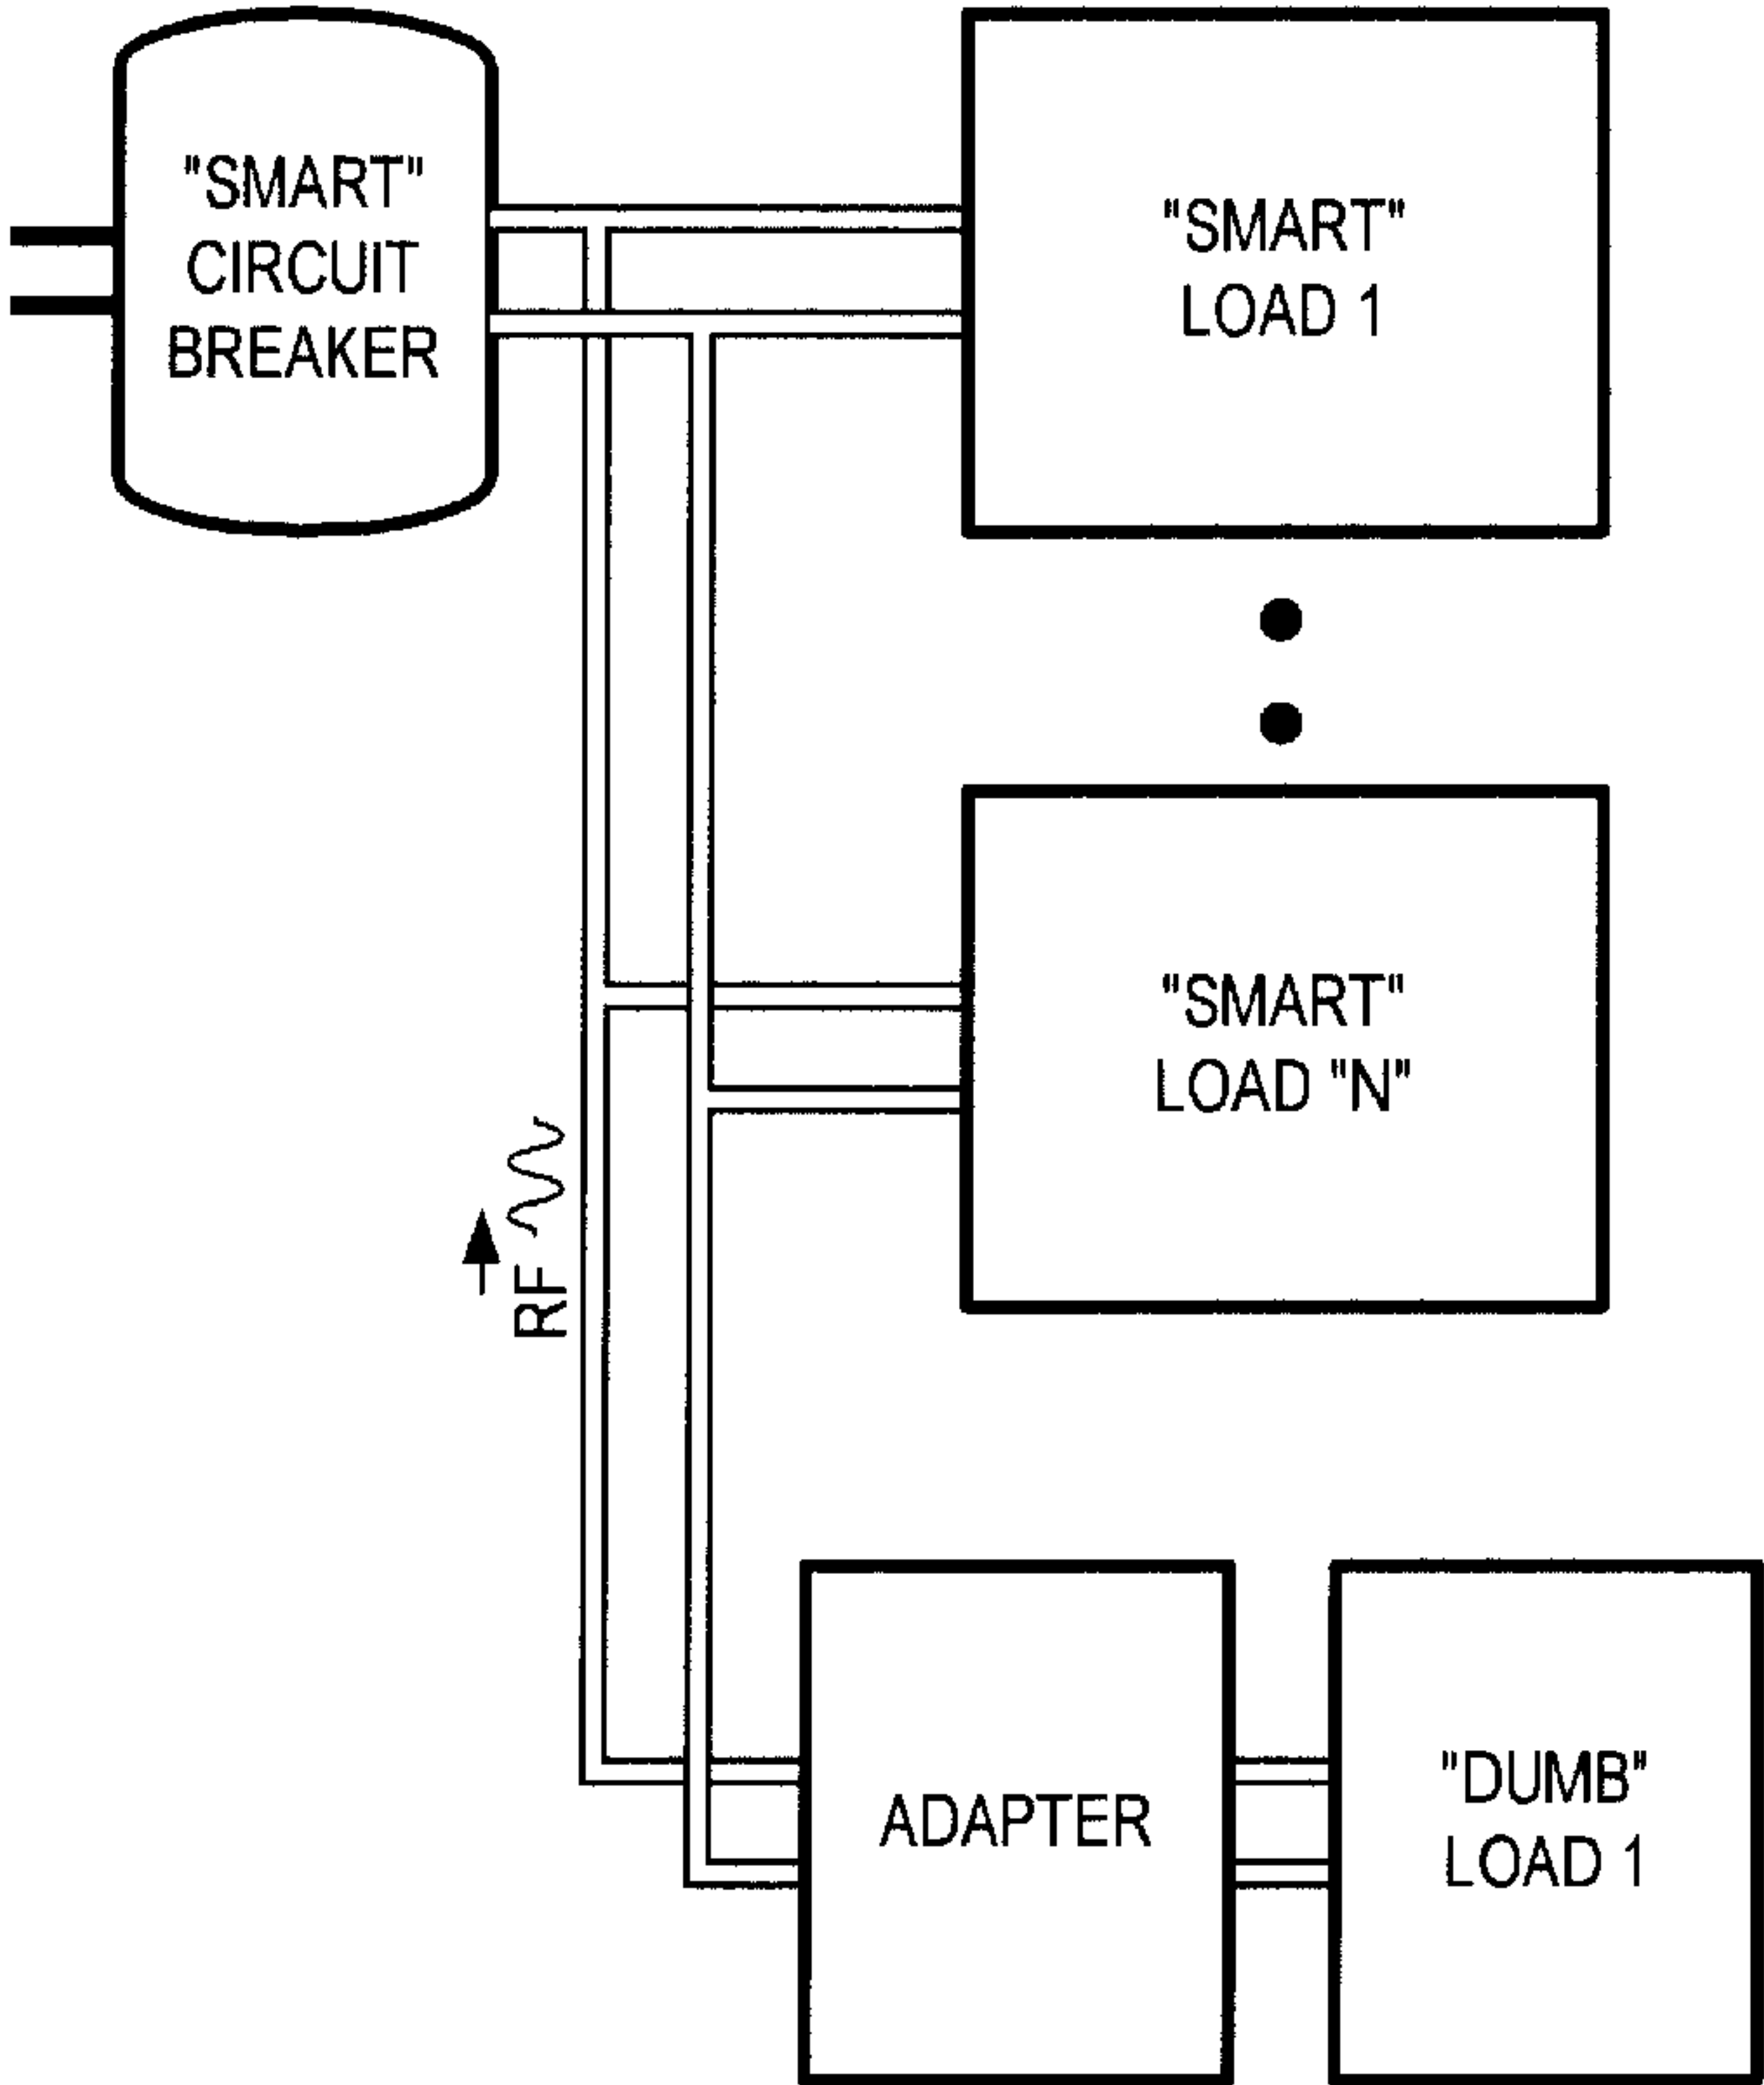 "SMART"
CIRCUIT
BREAKER
"SMART"
LOAD 1
"SMART"
LOAD "N"
RF
ADAPTER
"DUMB"
LOAD 1